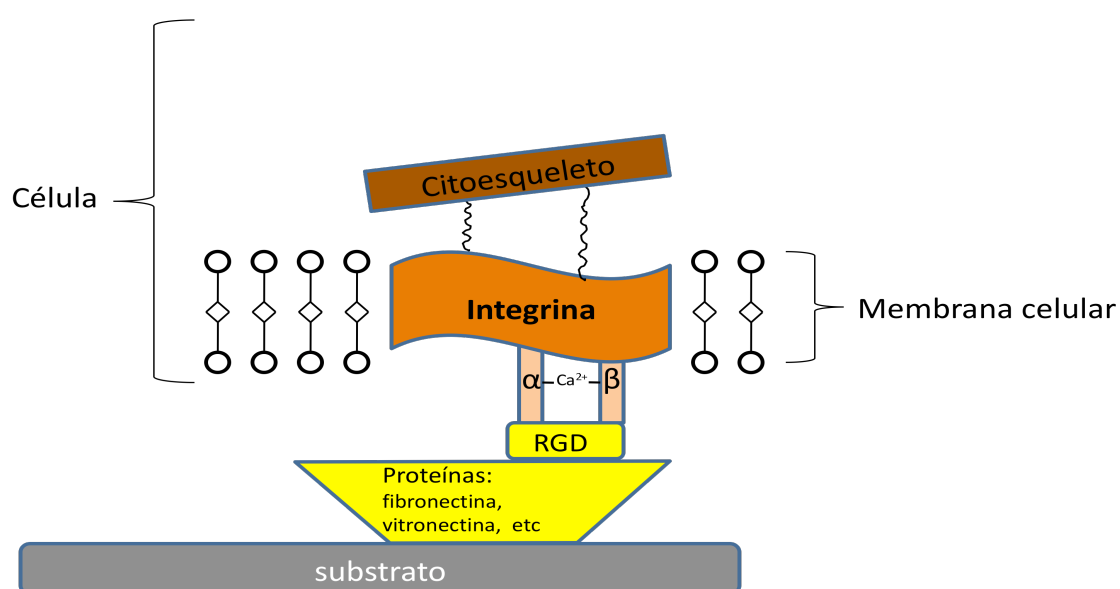 Citoesqueleto
Célula
Integrina
Membrana celular
α
Ca²⁺
β
RGD
Proteínas:
fibronectina,
vitronectina, etc
substrato